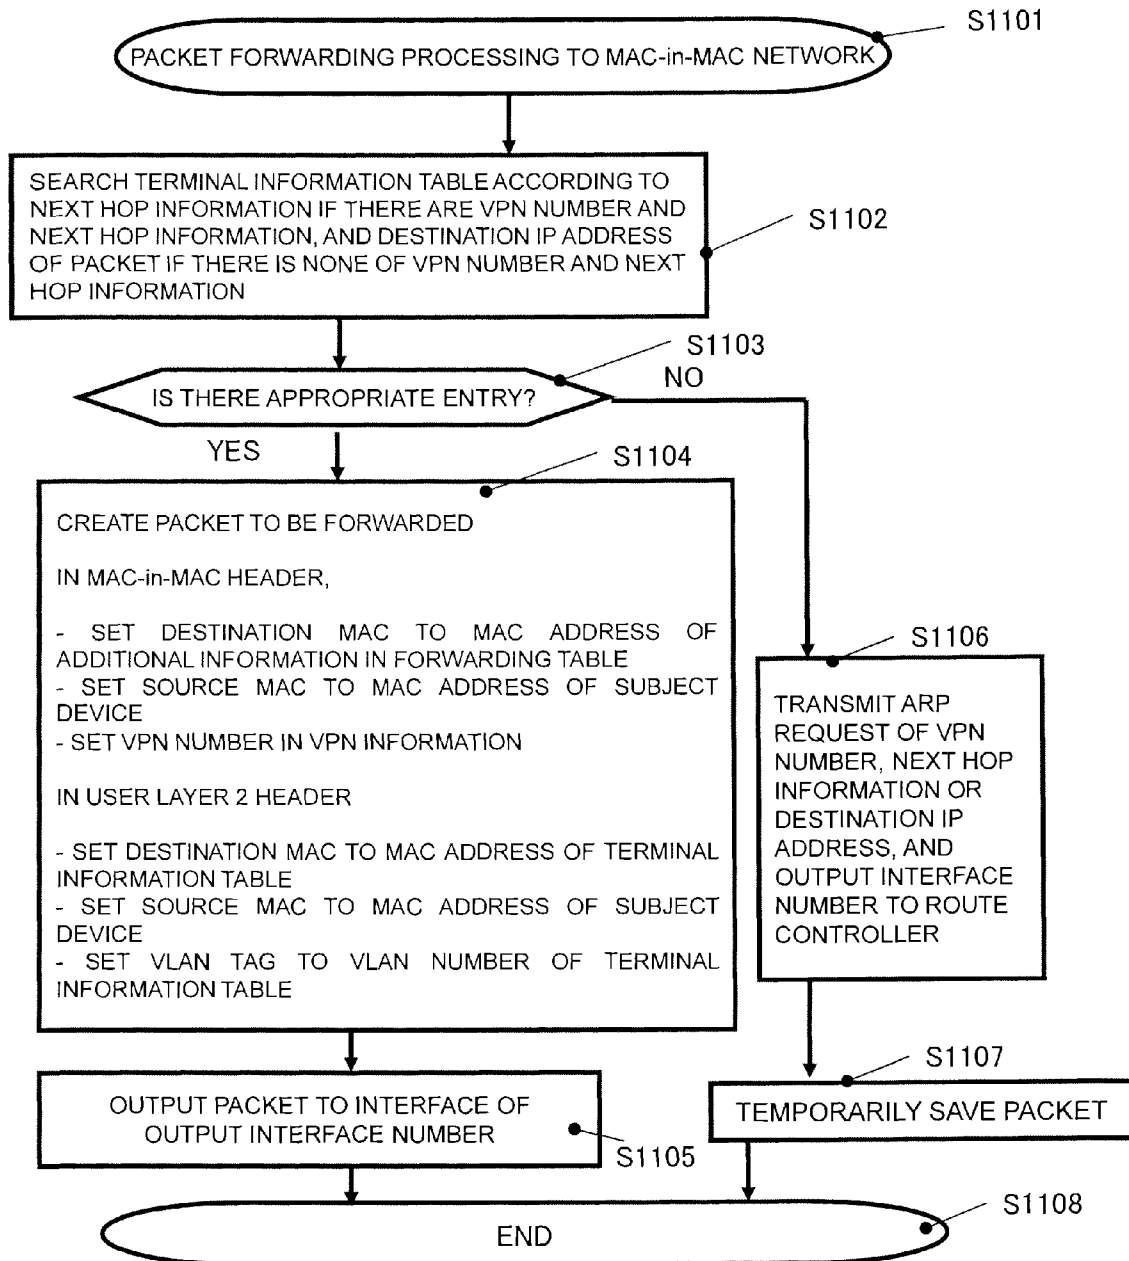 S1101
PACKET FORWARDING PROCESSING TO MAC-in-MAC NETWORK
SEARCH TERMINAL INFORMATION TABLE ACCORDING TO
NEXT HOP INFORMATION IF THERE ARE VPN NUMBER AND
NEXT HOP INFORMATION, AND DESTINATION IP ADDRESS
OF PACKET IF THERE IS NONE OF VPN NUMBER AND NEXT
HOP INFORMATION
S1102
S1103
IS THERE APPROPRIATE ENTRY?
NO
YES
S1104
CREATE PACKET TO BE FORWARDED
IN MAC-in-MAC HEADER,
- SET DESTINATION MAC TO MAC ADDRESS OF
ADDITIONAL INFORMATION IN FORWARDING TABLE
- SET SOURCE MAC TO MAC ADDRESS OF SUBJECT
DEVICE
- SET VPN NUMBER IN VPN INFORMATION
IN USER LAYER 2 HEADER
- SET DESTINATION MAC TO MAC ADDRESS OF TERMINAL
INFORMATION TABLE
- SET SOURCE MAC TO MAC ADDRESS OF SUBJECT
DEVICE
- SET VLAN TAG TO VLAN NUMBER OF TERMINAL
INFORMATION TABLE
S1106
TRANSMIT ARP
REQUEST OF VPN
NUMBER, NEXT HOP
INFORMATION OR
DESTINATION IP
ADDRESS, AND
OUTPUT INTERFACE
NUMBER TO ROUTE
CONTROLLER
OUTPUT PACKET TO INTERFACE OF
OUTPUT INTERFACE NUMBER
S1105
S1107
TEMPORARILY SAVE PACKET
S1108
END